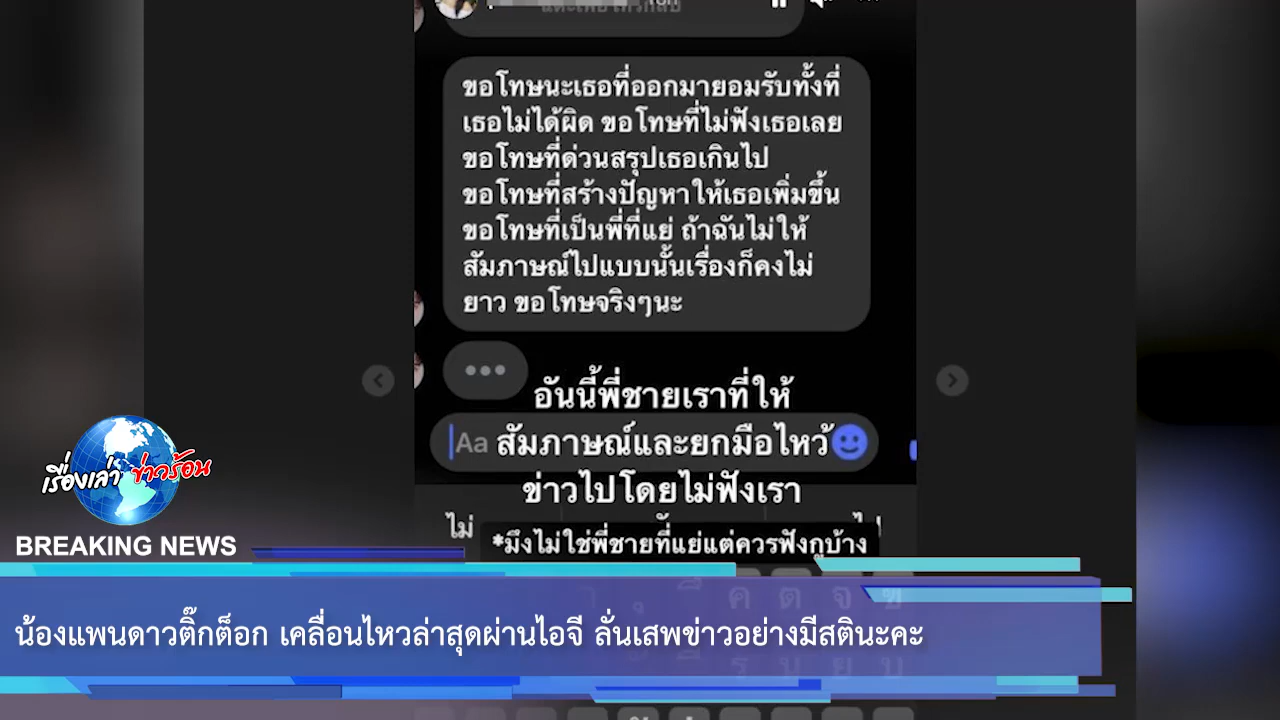 ขอโทษนะเธอที่ออกมายอมรับทั้งที่
เธอไม่ได้ผิด ขอโทษที่ไม่ฟังเธอเลย
ขอโทษที่ด่วนสรุปเธอเกินไป
ขอโทษที่สร้างปัญหาให้เธอเพิ่มขึ้น
ขอโทษที่เป็นพี่ที่แย่ ถ้าฉันไม่ให้
สัมภาษณ์ไปแบบนั้นเรื่องก็คงไม่
ยาว ขอโทษจริงๆนะ
อันนี้พี่ชายเราที่ให้
Aa สัมภาษณ์และยกมือไหว้
ข่าวไปโดยไม่ฟังเรา
ไม่
*มึงไม่ใช่พี่ชายที่แย่แต่ควรฟังกูบ้าง
เรื่องเล่า ข่าวร้อน
BREAKING NEWS
ค ต จ ข
น้องแพนดาวติ๊กต็อก เคลื่อนไหวล่าสุดผ่านไอจี ลั่นเสพข่าวอย่างมีสตินะคะ